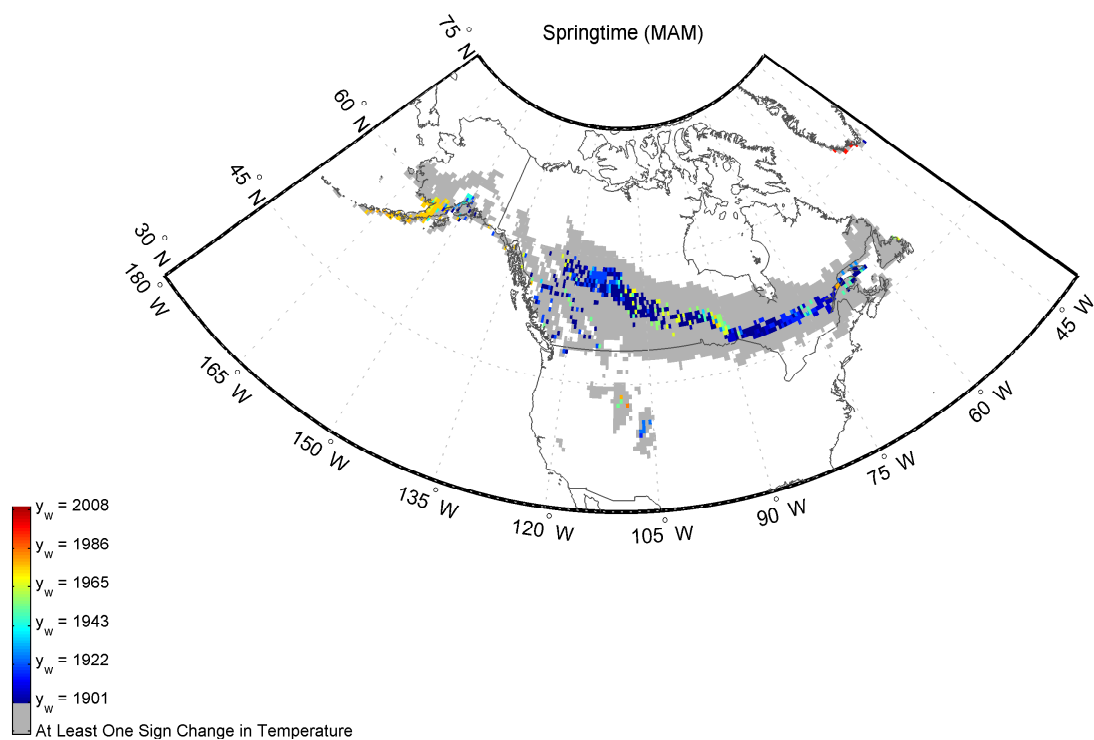 Springtime (MAM)
75° N
60° N
45° N
30° N
180° W
165° W
150° W
135° W
120° W
105° W
90° W
75° W
60° W
45° W
y_w = 2008
y_w = 1986
y_w = 1965
y_w = 1943
y_w = 1922
y_w = 1901
At Least One Sign Change in Temperature